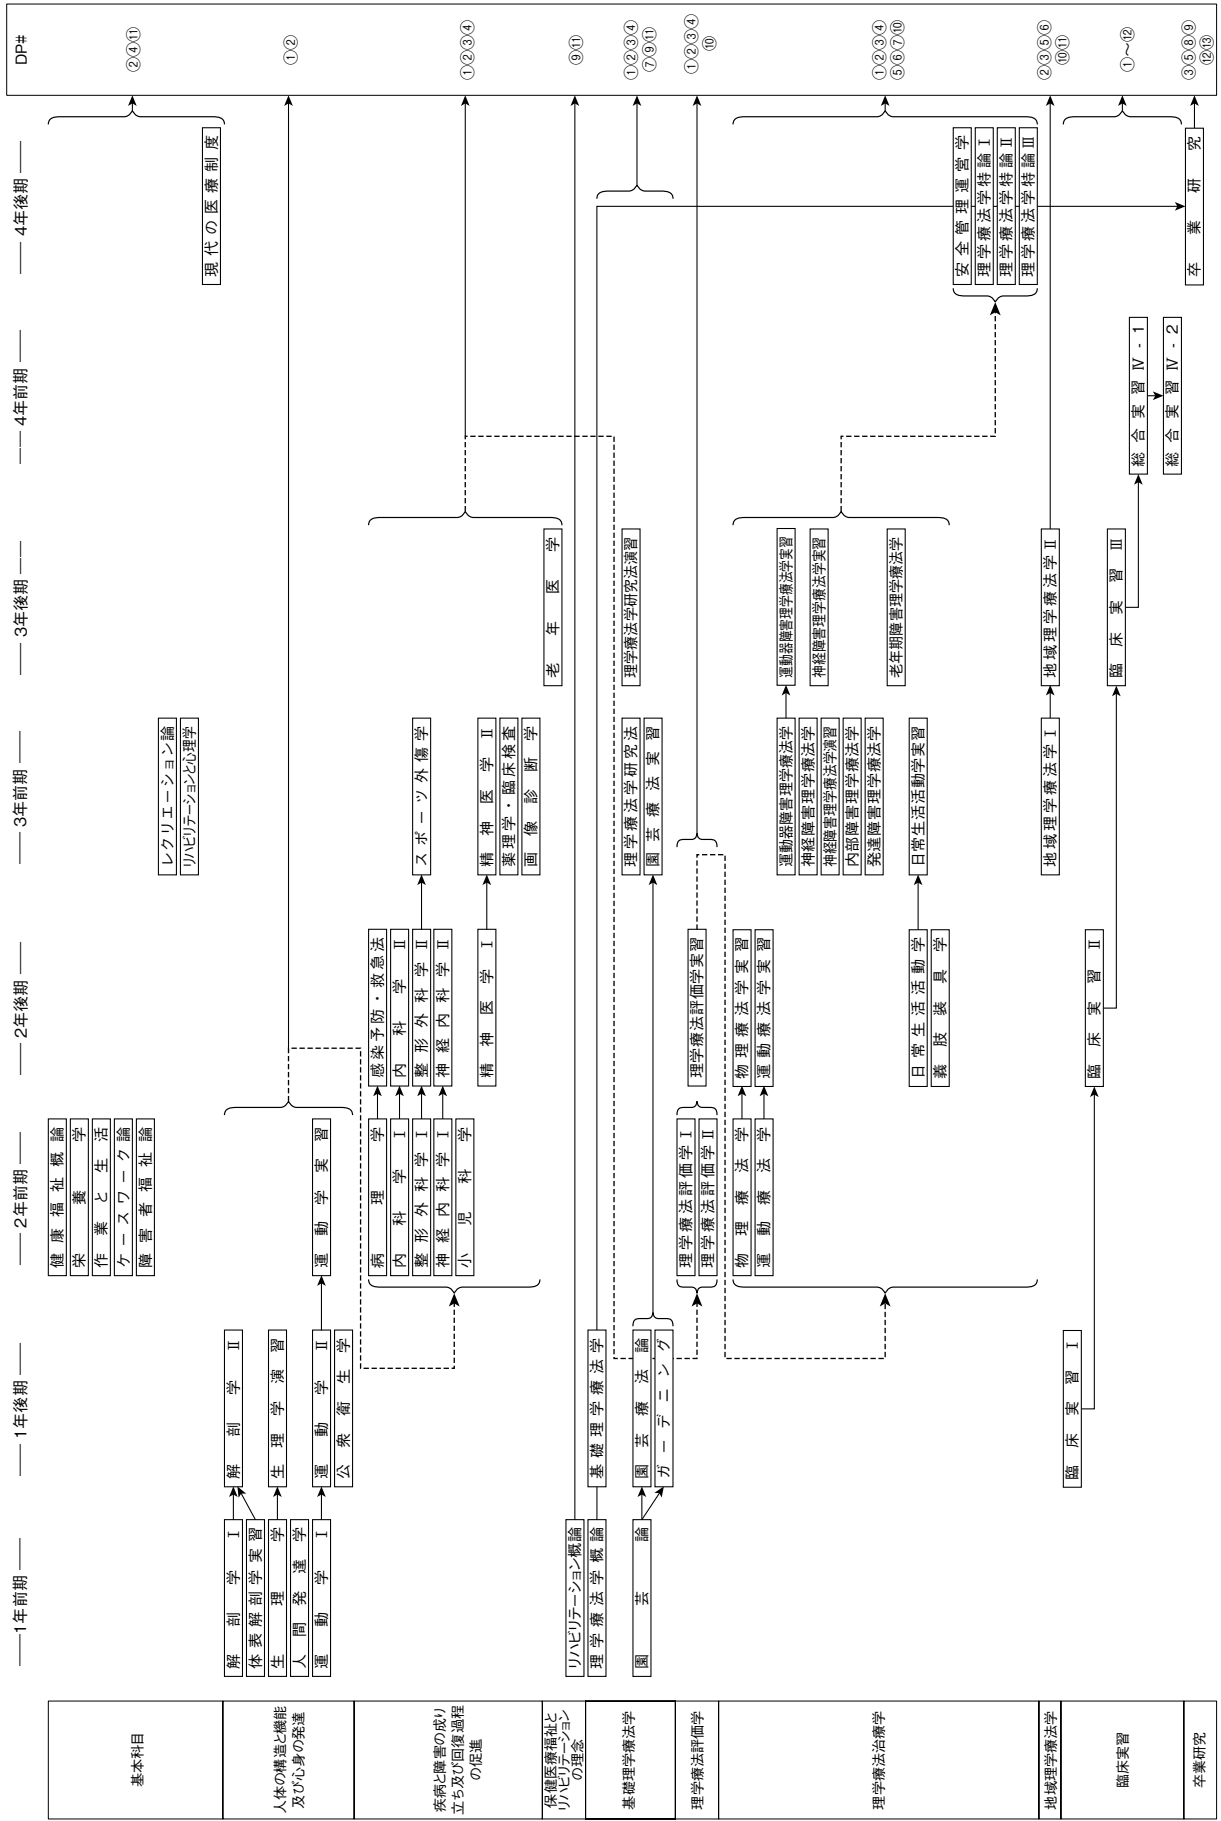 1年前期
1年後期
2年前期
2年後期
3年前期
3年後期
4年前期
4年後期
DP#
基本科目
健康福祉概論
栄養学
作業と生活
ケースワーク論
障害者福祉論
レクリエーション論
リハビリテーションと心理学
現代の医療制度
②④⑪
人体の構造と機能
及び心身の発達
解剖学Ⅰ
体表解剖学実習
生理学
人間発達学
運動学Ⅰ
解剖学Ⅱ
生理学演習
運動学Ⅱ
公衆衛生学
運動学実習
①②
疾病と障害の成り
立ち及び回復過程
の促進
病理学
内科学Ⅰ
整形外科学Ⅰ
神経内科学Ⅰ
小児科学
感染予防・救急法
内科学Ⅱ
整形外科学Ⅱ
神経内科学Ⅱ
精神医学Ⅰ
スポーツ外傷学
精神医学Ⅱ
薬理学・臨床検査
画像診断学
老年医学
①②③④
保健医療福祉と
リハビリテーション
の理念
リハビリテーション概論
⑨⑪
基礎理学療法学
理学療法学概論
園芸論
基礎理学療法学
園芸療法論
ガーデニング
理学療法学研究法
園芸療法実習
理学療法学研究法演習
①②③④
⑦⑨⑪
理学療法評価学
理学療法評価学Ⅰ
理学療法評価学Ⅱ
理学療法評価学実習
①②③④
⑩
理学療法治療学
物理療法学
運動療法学
物理療法学実習
運動療法学実習
日常生活活動学
義肢装具学
運動器障害理学療法学
神経障害理学療法学
神経障害理学療法学演習
内部障害理学療法学
発達障害理学療法学
日常生活活動学実習
運動器障害理学療法学実習
神経障害理学療法学実習
老年期障害理学療法学
安全管理運営学
理学療法学特論Ⅰ
理学療法学特論Ⅱ
理学療法学特論Ⅲ
①②③④
⑤⑥⑦⑩
地域理学療法学
地域理学療法学Ⅰ
地域理学療法学Ⅱ
②③⑤⑥
⑩⑪
臨床実習
臨床実習Ⅰ
臨床実習Ⅱ
臨床実習Ⅲ
総合実習Ⅳ-1
総合実習Ⅳ-2
①～⑫
卒業研究
卒業研究
③⑤⑧⑨
⑫⑬